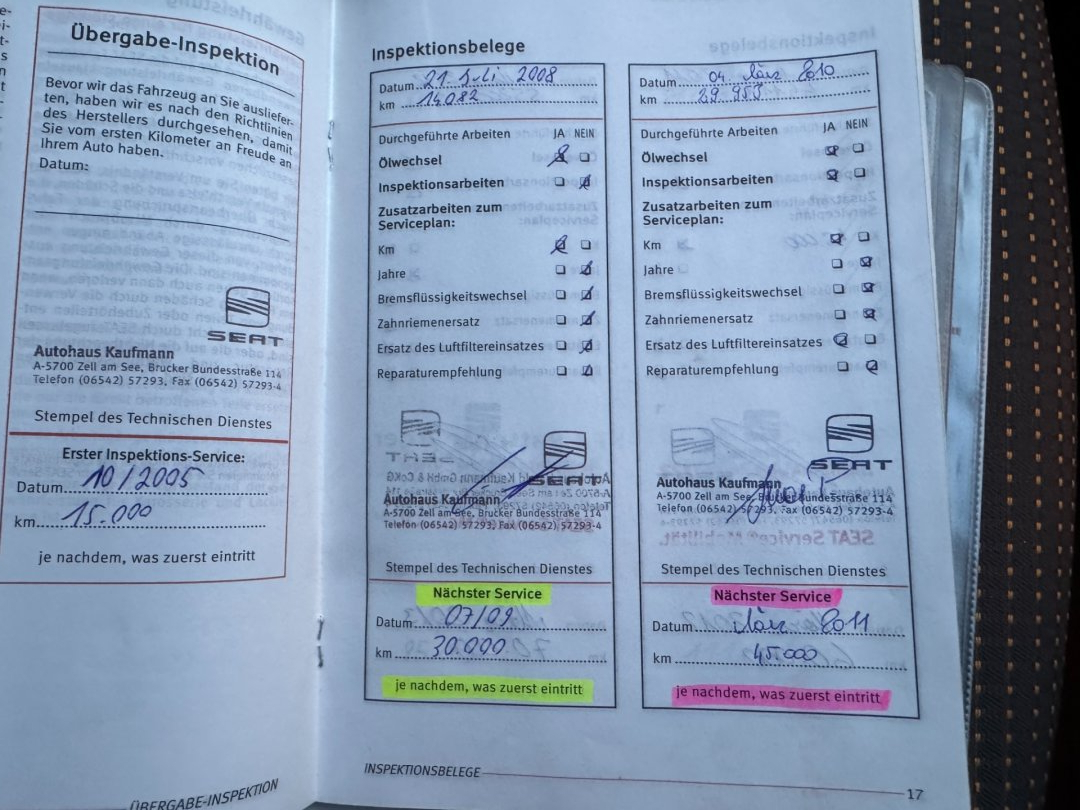 Übergabe-Inspektion
Bevor wir das Fahrzeug an Sie ausliefer-
ten, haben wir es nach den Richtlinien
des Herstellers durchgesehen, damit
Sie vom ersten Kilometer an Freude an
Ihrem Auto haben.
Datum:
SEAT
Autohaus Kaufmann
A-5700 Zell am See, Brucker Bundesstraße 114
Telefon (06542) 57293, Fax (06542) 57293-4
Stempel des Technischen Dienstes
Erster Inspektions-Service:
Datum 10/2005
km 15.000
je nachdem, was zuerst eintritt
ÜBERGABE-INSPEKTION
Inspektionsbelege
Datum 21. Juli 2008
km 14.082
Durchgeführte Arbeiten JA NEIN
Ölwechsel
Inspektionsarbeiten
Zusatzarbeiten zum
Serviceplan:
Km
Jahre
Bremsflüssigkeitswechsel
Zahnriemenersatz
Ersatz des Luftfiltereinsatzes
Reparaturempfehlung
SEAT
Autohaus Kaufmann
A-5700 Zell am See, Brucker Bundesstraße 114
Telefon (06542) 57293, Fax (06542) 57293-4
Stempel des Technischen Dienstes
Nächster Service
Datum 07/09
km 30.000
je nachdem, was zuerst eintritt
Datum 04. März 2010
km 29.953
Durchgeführte Arbeiten JA NEIN
Ölwechsel
Inspektionsarbeiten
Zusatzarbeiten zum
Serviceplan:
Km
Jahre
Bremsflüssigkeitswechsel
Zahnriemenersatz
Ersatz des Luftfiltereinsatzes
Reparaturempfehlung
SEAT
Autohaus Kaufmann
A-5700 Zell am See, Brucker Bundesstraße 114
Telefon (06542) 57293, Fax (06542) 57293-4
Stempel des Technischen Dienstes
Nächster Service
Datum März 2011
km 45.000
je nachdem, was zuerst eintritt
INSPEKTIONSBELEGE 17